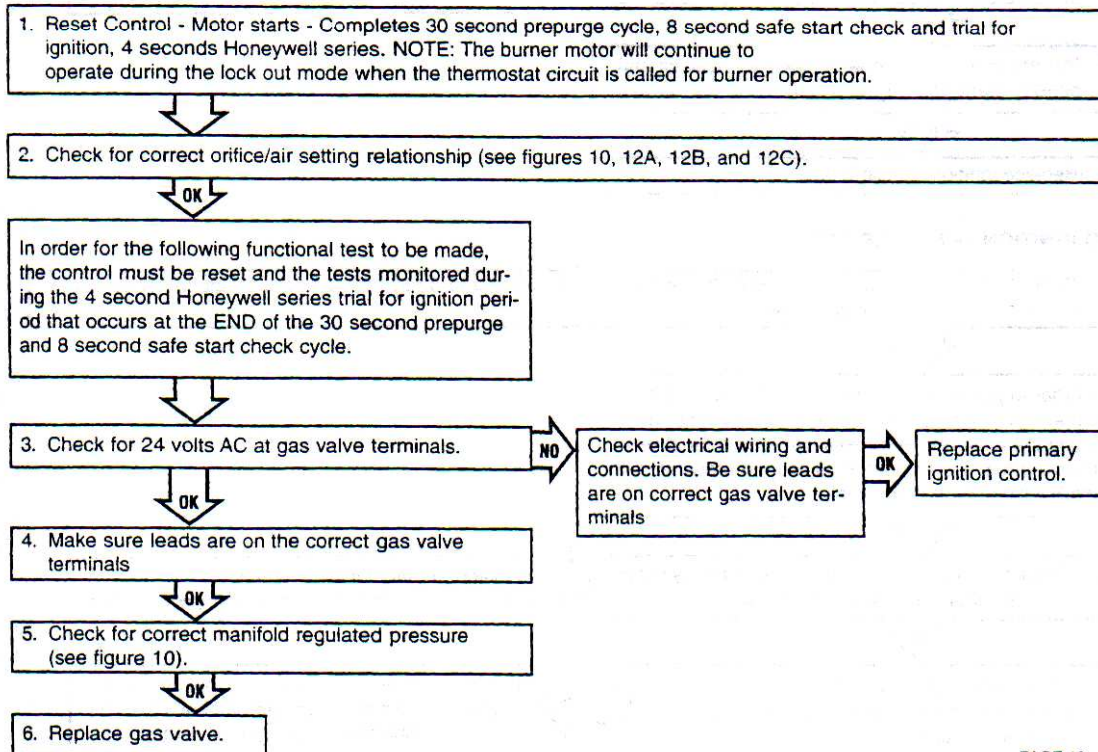 1. Reset Control - Motor starts - Completes 30 second prepurge cycle, 8 second safe start check and trial for
ignition, 4 seconds Honeywell series. NOTE: The burner motor will continue to
operate during the lock out mode when the thermostat circuit is called for burner operation.
2. Check for correct orifice/air setting relationship (see figures 10, 12A, 12B, and 12C).
OK
In order for the following functional test to be made,
the control must be reset and the tests monitored dur-
ing the 4 second Honeywell series trial for ignition peri-
od that occurs at the END of the 30 second prepurge
and 8 second safe start check cycle.
3. Check for 24 volts AC at gas valve terminals.
NO
Check electrical wiring and
connections. Be sure leads
are on correct gas valve ter-
minals
OK
Replace primary
ignition control.
OK
4. Make sure leads are on the correct gas valve
terminals
OK
5. Check for correct manifold regulated pressure
(see figure 10).
OK
6. Replace gas valve.